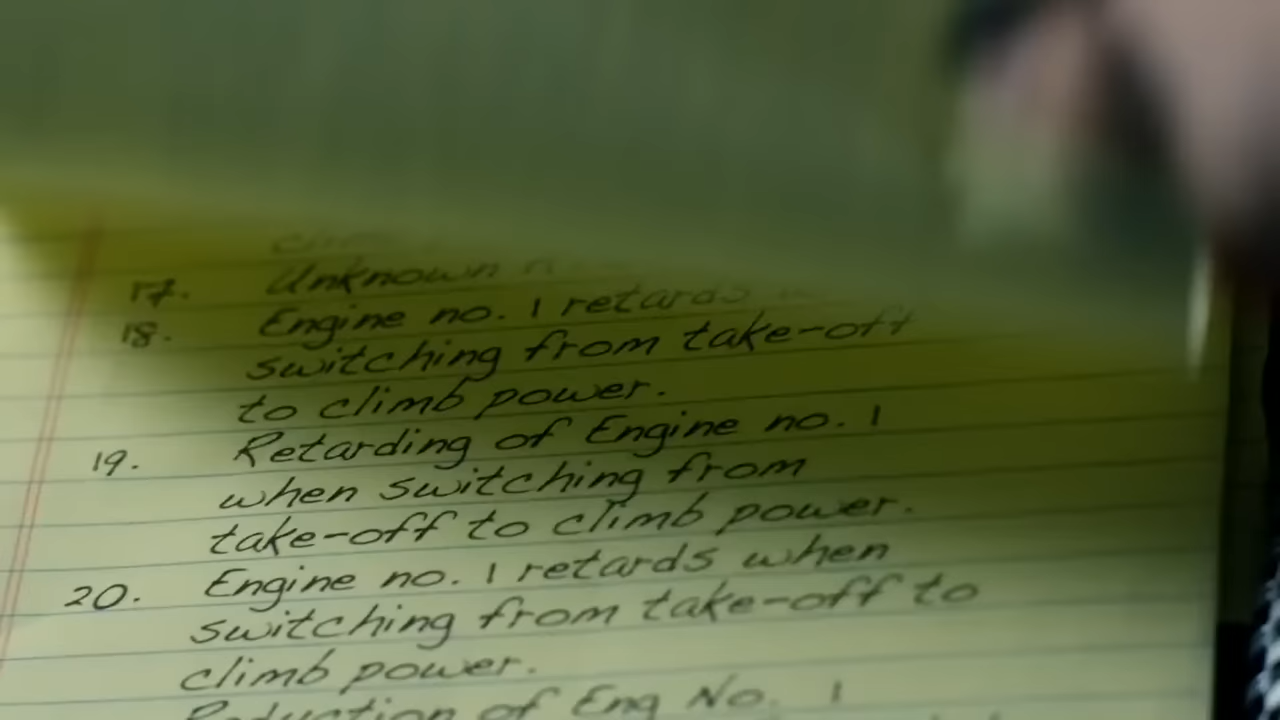 17. Unknown
18. Engine no. 1 retards
switching from take-off
to climb power.
19. Retarding of Engine no. 1
when switching from
take-off to climb power.
20. Engine no. 1 retards when
switching from take-off to
climb power.
Reduction of Eng No. 1